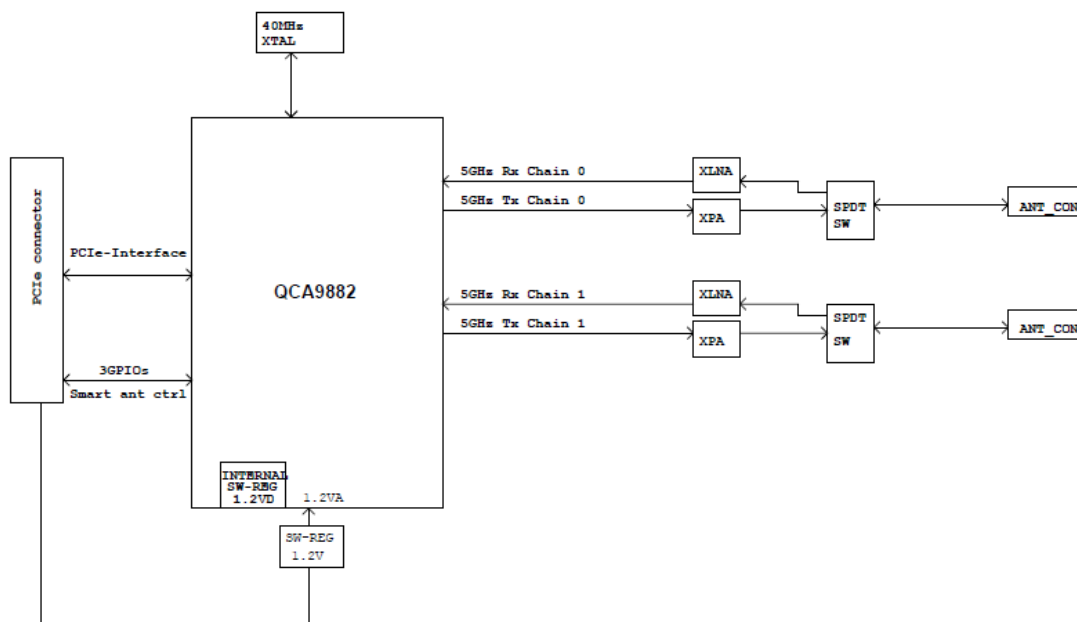 40MHz
XTAL
5GHz Rx Chain 0
XLNA
5GHz Tx Chain 0
XPA
SPDT
SW
ANT_CON
PCIe connector
PCIe-Interface
QCA9882
5GHz Rx Chain 1
XLNA
5GHz Tx Chain 1
XPA
SPDT
SW
ANT_CON
3GPIOs
Smart ant ctrl
INTERNAL
SW-REG
1.2VD
1.2VA
SW-REG
1.2V